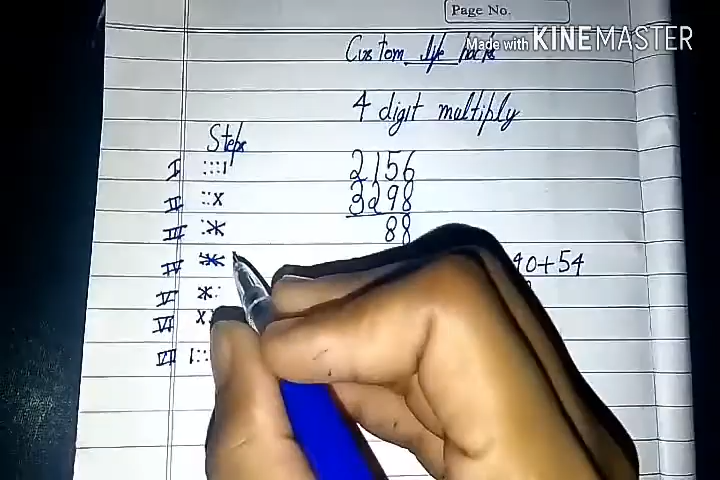 Page No.
Made with KINEMASTER
Custom life hacks
4 digit multiply
Steps
I :::| 2156
II ::x 3298
III :* 88
IV 40+54
V *:
VI x
VII |::